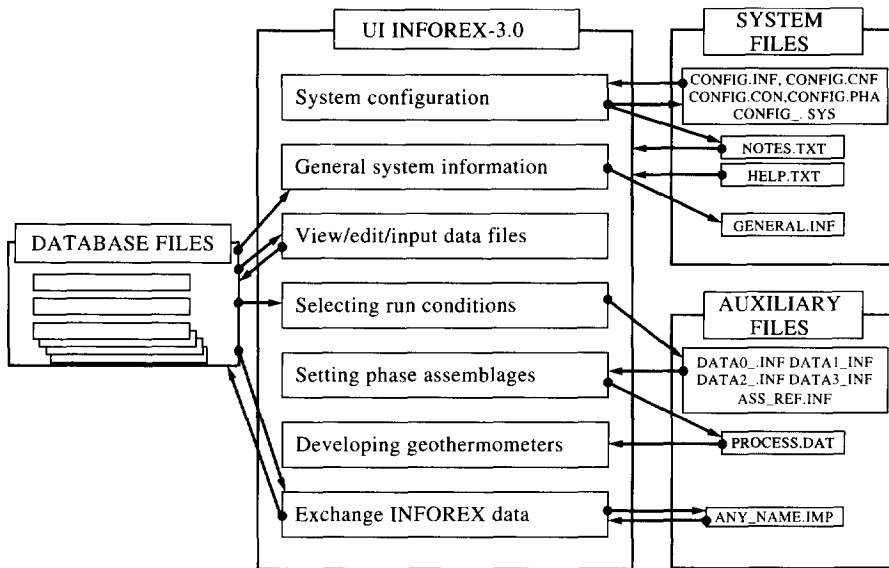 UI INFOREX-3.0
SYSTEM
FILES
System configuration
CONFIG.INF, CONFIG.CNF
CONFIG.CON,CONFIG.PHA
CONFIG_. SYS
NOTES.TXT
General system information
HELP.TXT
GENERAL.INF
DATABASE FILES
View/edit/input data files
Selecting run conditions
AUXILIARY
FILES
Setting phase assemblages
DATA0_.INF DATA1_INF
DATA2_.INF DATA3_INF
ASS_REF.INF
Developing geothermometers
PROCESS.DAT
Exchange INFOREX data
ANY_NAME.IMP